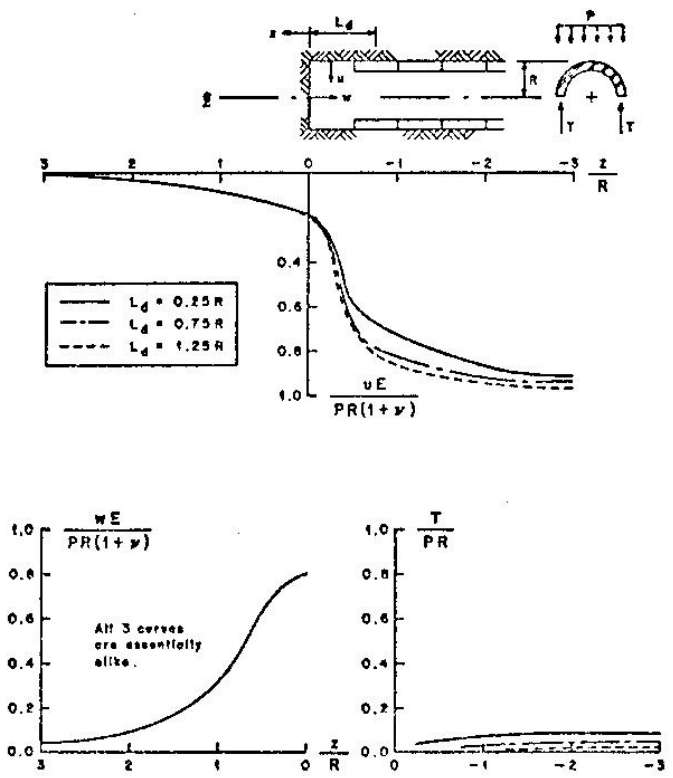 L_d
z
u
w
R
P
T T
3 2 1 0 -1 -2 -3 z/R
0.4
0.6
0.8
1.0
uE
PR(1+ν)
L_d = 0.25R
L_d = 0.75R
L_d = 1.25R
1.0
0.8
0.6
0.4
0.2
0.0
wE
PR(1+ν)
All 3 curves
are essentially
alike.
3 2 1 0 z/R
1.0
0.8
0.6
0.4
0.2
0.0
T
PR
0 -1 -2 -3